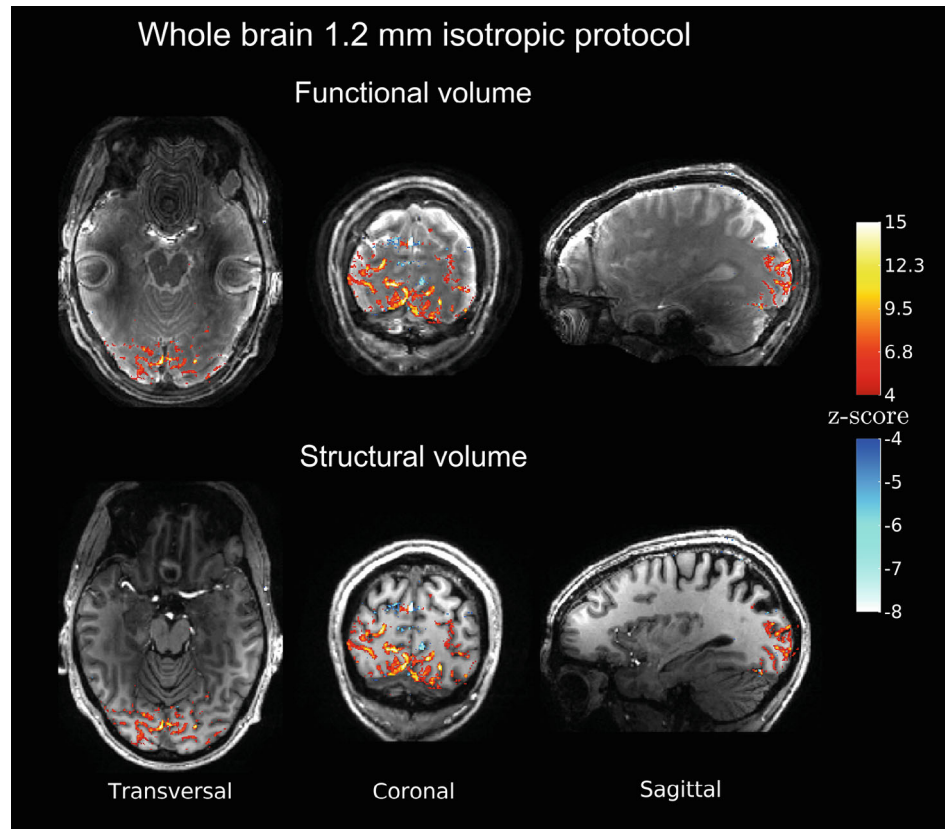 Whole brain 1.2 mm isotropic protocol
Functional volume
15
12.3
9.5
6.8
4
z-score
-4
-5
-6
-7
-8
Structural volume
Transversal
Coronal
Sagittal